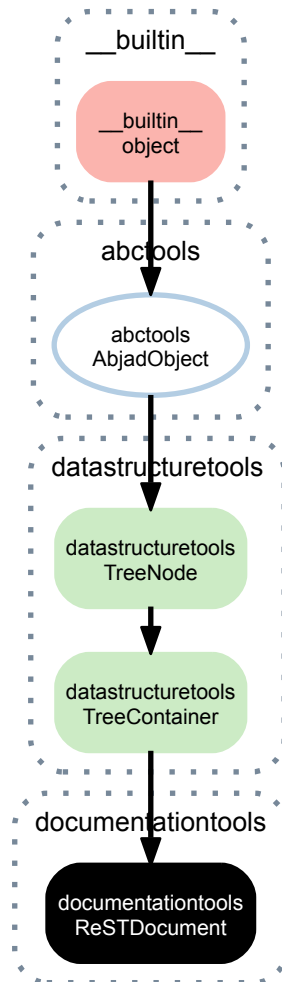 __builtin__
__builtin__
object
abctools
abctools
AbjadObject
datastructuretools
datastructuretools
TreeNode
datastructuretools
TreeContainer
documentationtools
documentationtools
ReSTDocument